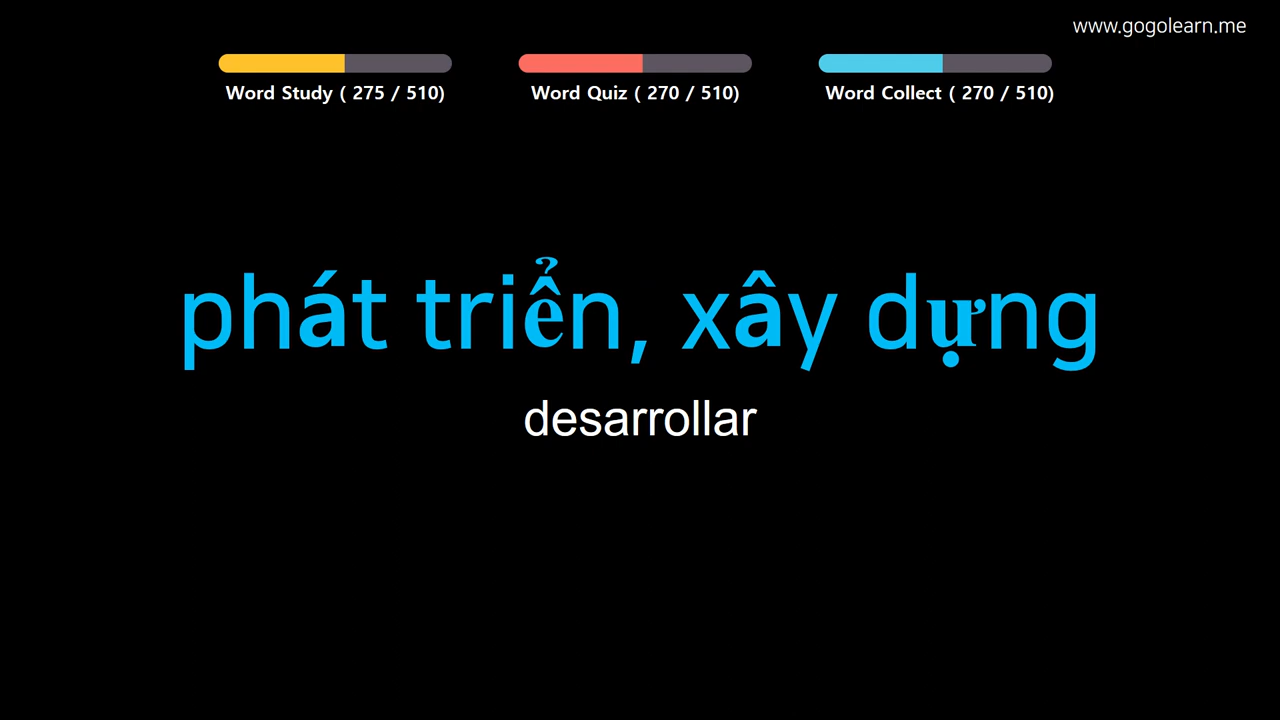 www.gogolearn.me
Word Study ( 275 / 510)
Word Quiz ( 270 / 510)
Word Collect ( 270 / 510)
phát triển, xây dựng
desarrollar